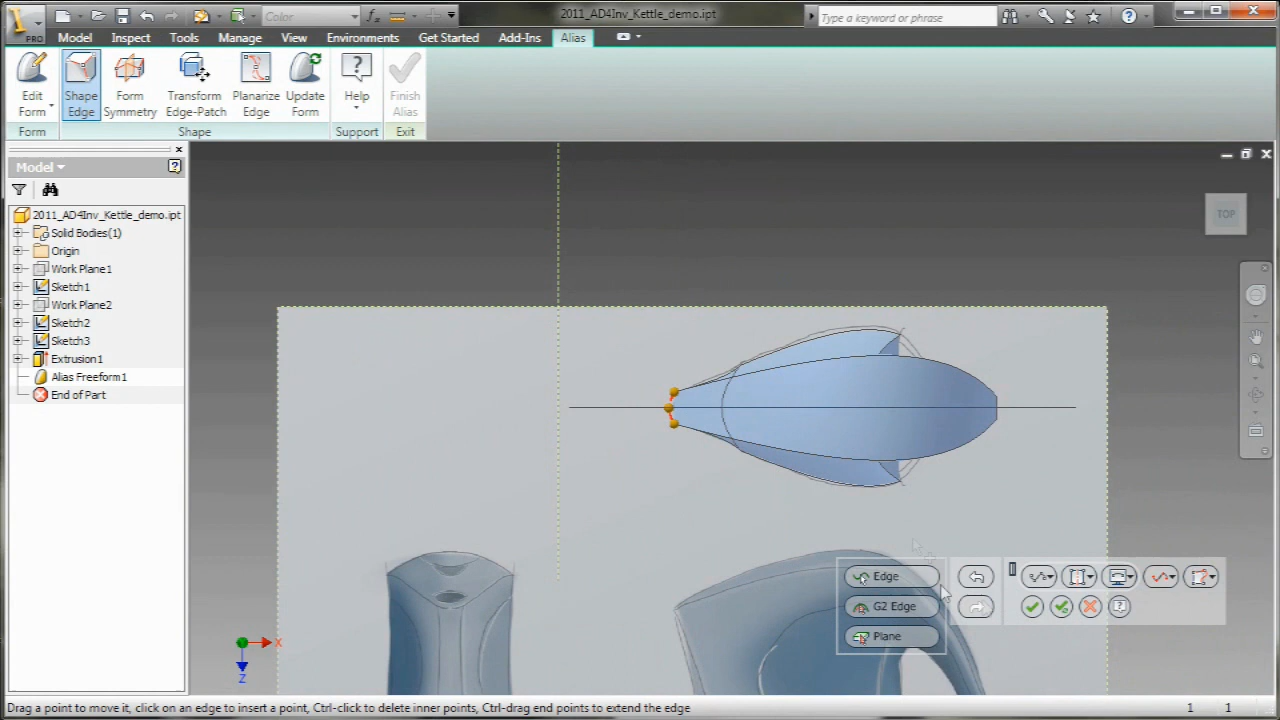 Color
2011_AD4Inv_Kettle_demo.ipt
Type a keyword or phrase
PRO
Model Inspect Tools Manage View Environments Get Started Add-Ins Alias
Edit Form
Shape Edge
Form Symmetry
Transform Edge-Patch
Planarize Edge
Update Form
Help
Finish Alias
Form Shape Support Exit
Model
2011_AD4Inv_Kettle_demo.ipt
Solid Bodies(1)
Origin
Work Plane1
Sketch1
Work Plane2
Sketch2
Sketch3
Extrusion1
Alias Freeform1
End of Part
TOP
Edge
G2 Edge
Plane
X
Z
Drag a point to move it, click on an edge to insert a point, Ctrl-click to delete inner points, Ctrl-drag end points to extend the edge
1 1